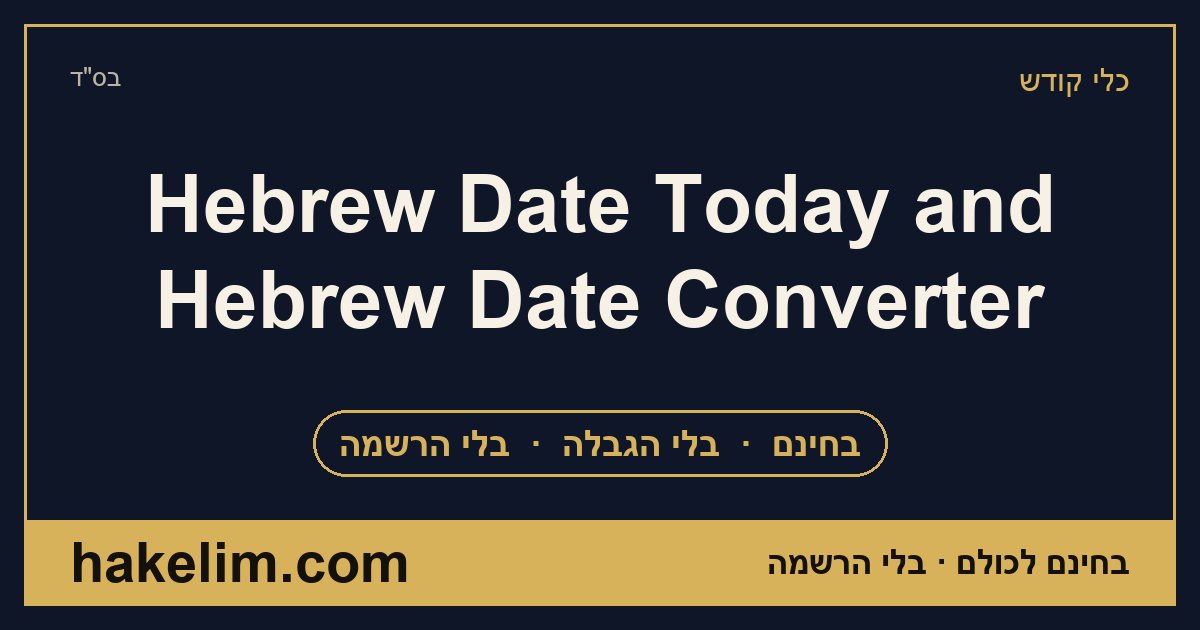 בס"ד
כלי קודש
Hebrew Date Today and
Hebrew Date Converter
בחינם · בלי הגבלה · בלי הרשמה
hakelim.com
בחינם לכולם · בלי הרשמה